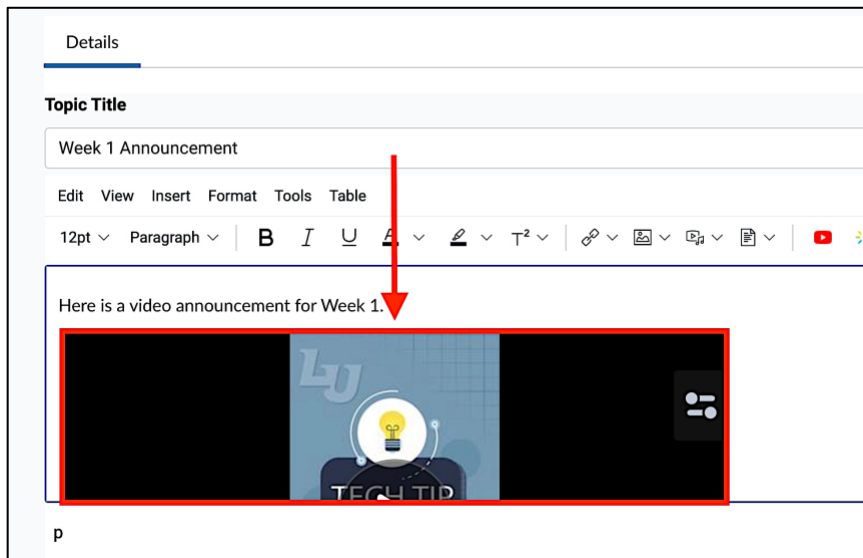 Details
Topic Title
Week 1 Announcement
Edit View Insert Format Tools Table
12pt Paragraph B I U A T²
Here is a video announcement for Week 1.
LU
TECH TIP
p